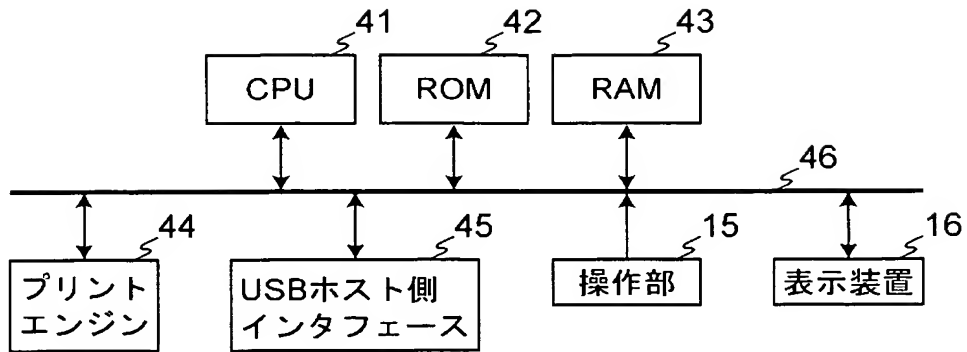 41
42
43
CPU
ROM
RAM
46
44
45
15
16
プリント
エンジン
USBホスト側
インタフェース
操作部
表示装置